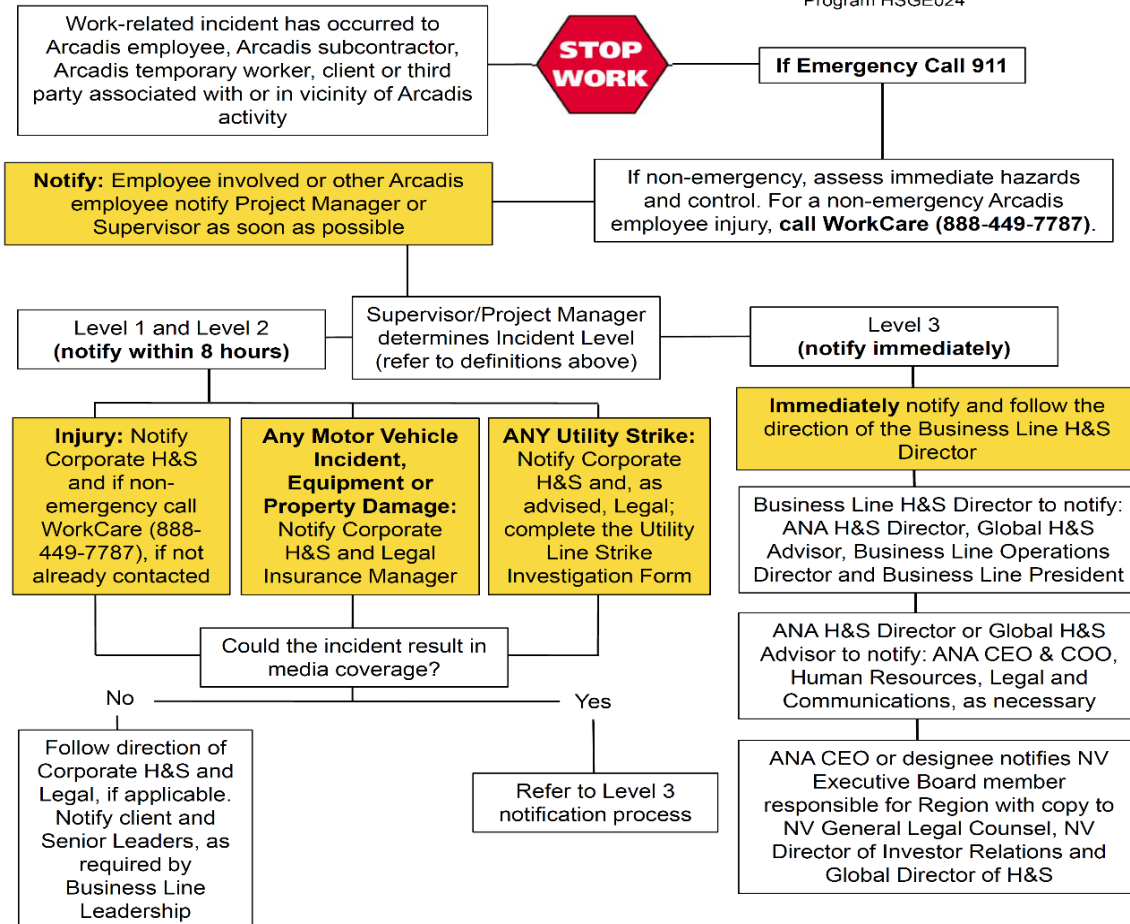 Program HSGE024
Work-related incident has occurred to
Arcadis employee, Arcadis subcontractor,
Arcadis temporary worker, client or third
party associated with or in vicinity of Arcadis
activity
STOP
WORK
If Emergency Call 911
Notify: Employee involved or other Arcadis
employee notify Project Manager or
Supervisor as soon as possible
If non-emergency, assess immediate hazards
and control. For a non-emergency Arcadis
employee injury, call WorkCare (888-449-7787).
Level 1 and Level 2
(notify within 8 hours)
Supervisor/Project Manager
determines Incident Level
(refer to definitions above)
Level 3
(notify immediately)
Injury: Notify
Corporate H&S
and if non-
emergency call
WorkCare (888-
449-7787), if not
already contacted
Any Motor Vehicle
Incident,
Equipment or
Property Damage:
Notify Corporate
H&S and Legal
Insurance Manager
ANY Utility Strike:
Notify Corporate
H&S and, as
advised, Legal;
complete the Utility
Line Strike
Investigation Form
Immediately notify and follow the
direction of the Business Line H&S
Director
Business Line H&S Director to notify:
ANA H&S Director, Global H&S
Advisor, Business Line Operations
Director and Business Line President
Could the incident result in
media coverage?
ANA H&S Director or Global H&S
Advisor to notify: ANA CEO & COO,
Human Resources, Legal and
Communications, as necessary
No
Yes
Follow direction of
Corporate H&S and
Legal, if applicable.
Notify client and
Senior Leaders, as
required by
Business Line
Leadership
Refer to Level 3
notification process
ANA CEO or designee notifies NV
Executive Board member
responsible for Region with copy to
NV General Legal Counsel, NV
Director of Investor Relations and
Global Director of H&S